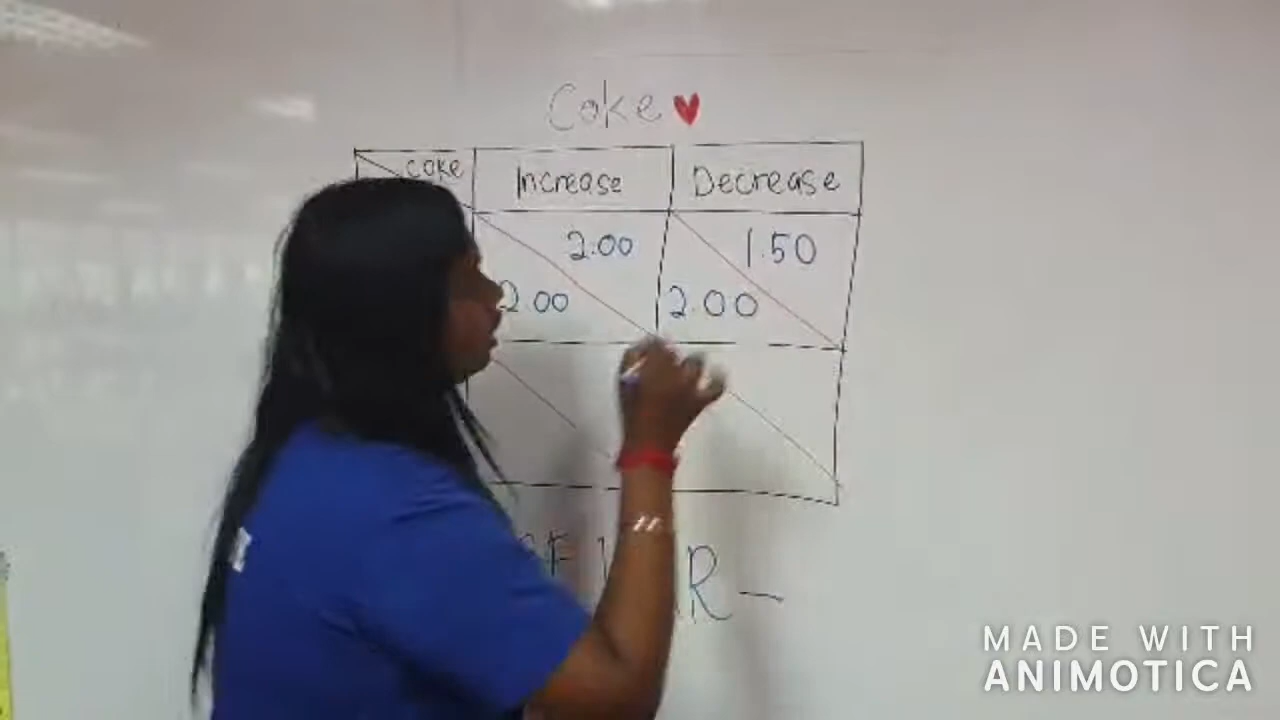 Coke
coke Increase Decrease
2.00 1.50
2.00 2.00
MADE WITH
ANIMOTICA